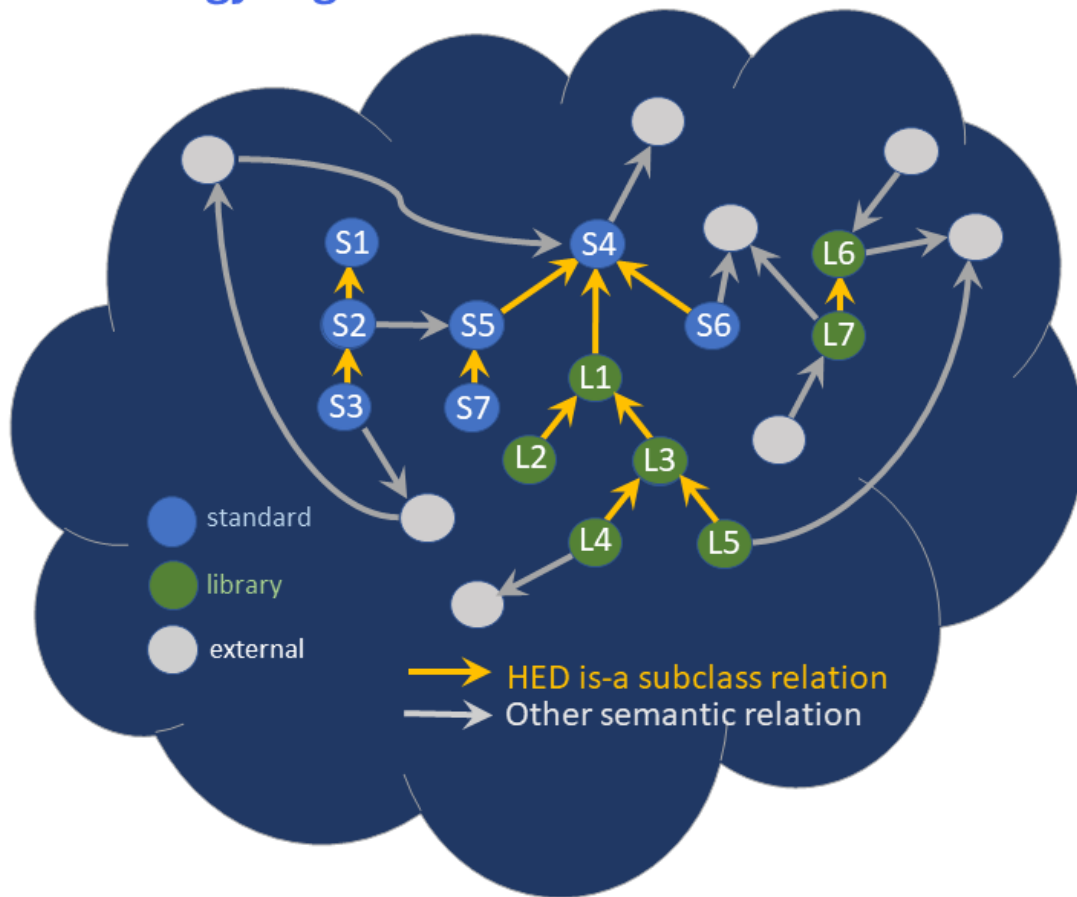 S1
S4
L6
S2
S5
S6
L7
S3
S7
L1
L2
L3
L4
L5
standard
library
external
HED is-a subclass relation
Other semantic relation